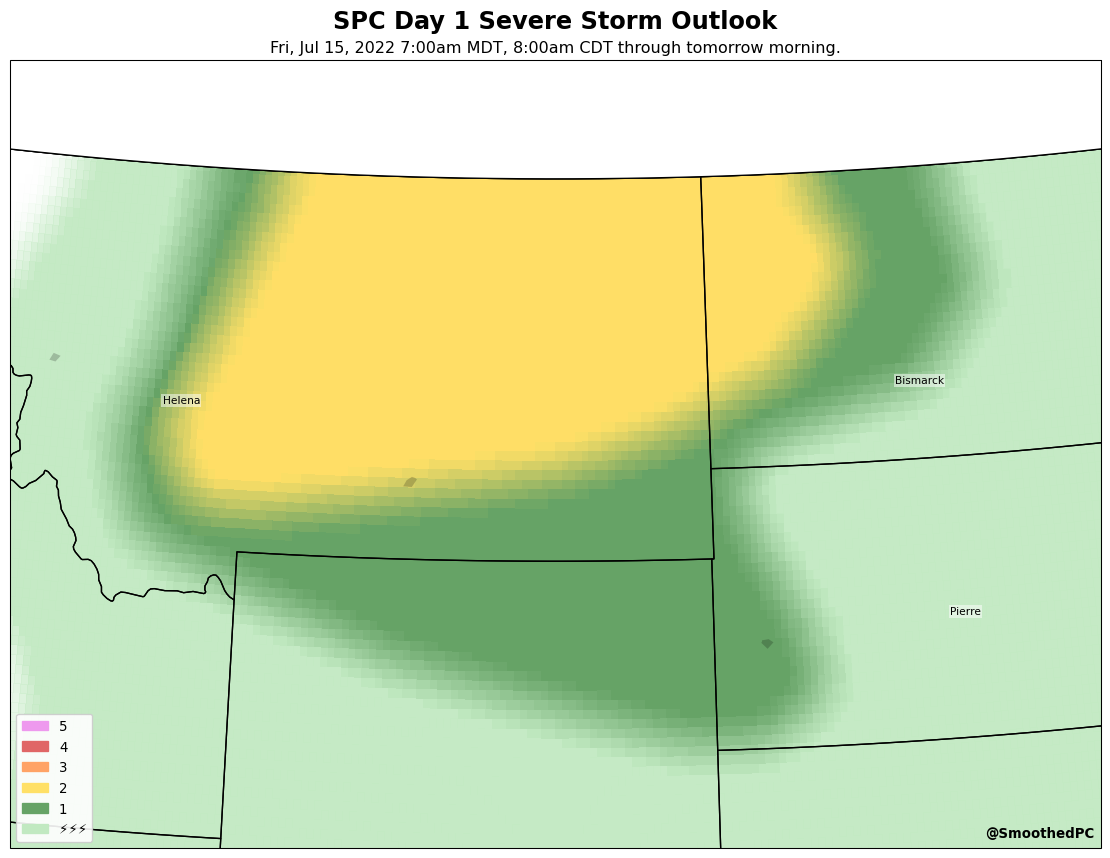 SPC Day 1 Severe Storm Outlook
Fri, Jul 15, 2022 7:00am MDT, 8:00am CDT through tomorrow morning.
Bismarck
Helena
Pierre
5
4
3
2
1
⚡⚡⚡
@SmoothedPC